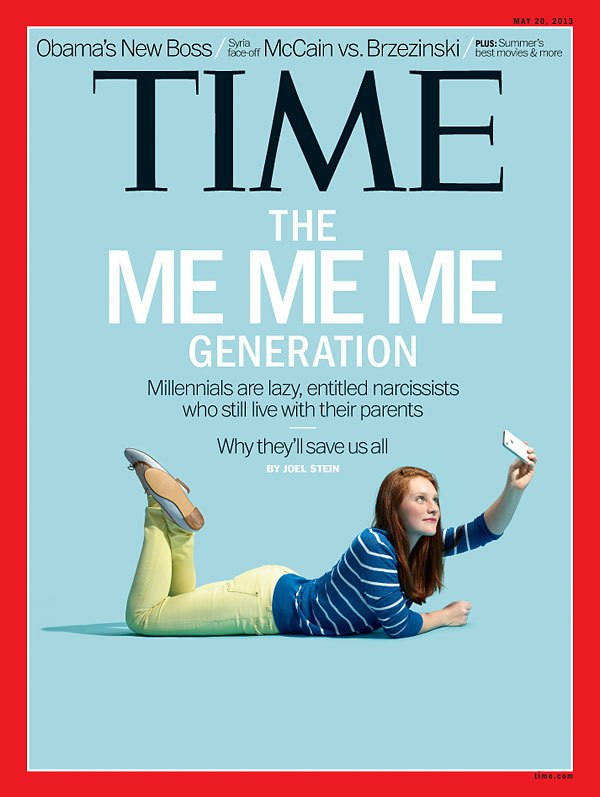 MAY 20, 2013
Obama's New Boss / Syria face-off McCain vs. Brzezinski / PLUS: Summer's best movies & more
TIME
THE
ME ME ME
GENERATION
Millennials are lazy, entitled narcissists
who still live with their parents
Why they'll save us all
BY JOEL STEIN
time.com